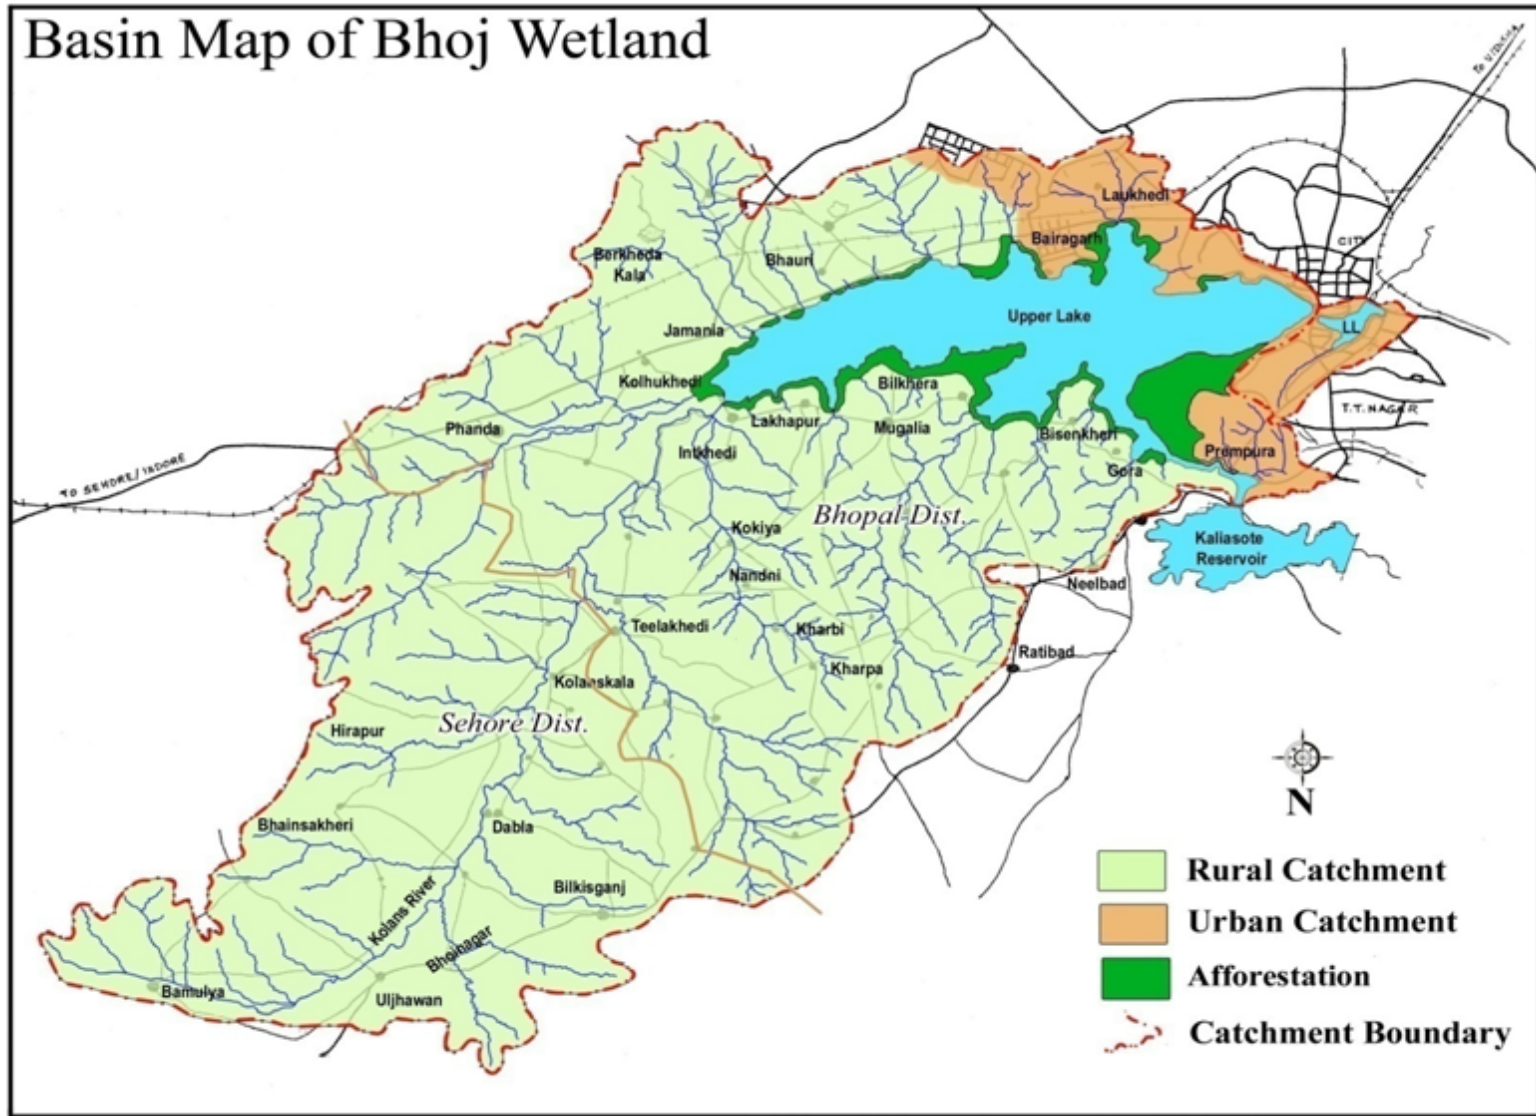 Basin Map of Bhoj Wetland
TO VIDISHA
Laukhedi
Bairagarh
CITY
Berkheda
Kala
Bhauri
Upper Lake
LL
Jamania
Kolhukhedi
Bilkhera
T.T. NAGAR
Lakhapur
Phanda
Mugalia
Bisenkheri
Intkhedi
Prempura
Gora
TO SEHORE/INDORE
Bhopal Dist.
Kokiya
Kaliasote
Reservoir
Nandni
Neelbad
Teelakhedi
Kharbi
Ratibad
Kharpa
Kolanskala
Sehore Dist.
Hirapur
N
Bhainsakheri
Dabla
Rural Catchment
Bilkisganj
Kolans River
Urban Catchment
Bhojnagar
Afforestation
Bamulya
Uljhawan
Catchment Boundary